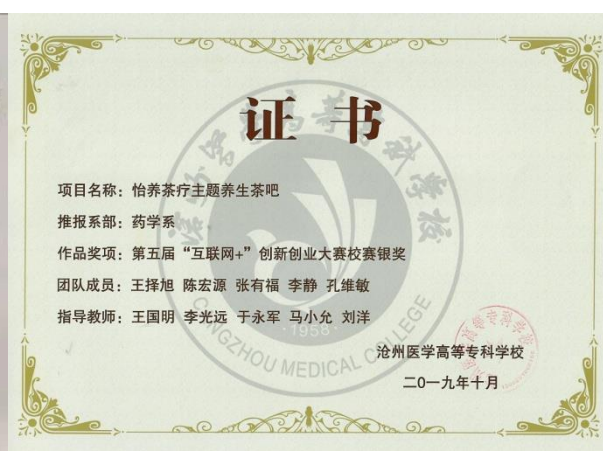 证书
项目名称：怡养茶疗主题养生茶吧
推报系部：药学系
作品奖项：第五届“互联网+”创新创业大赛校赛银奖
团队成员：王择旭 陈宏源 张有福 李静 孔维敏
指导教师：王国明 李光远 于永军 马小允 刘洋
·1958·
CANGZHOU MEDICAL COLLEGE
沧州医学高等专科学校
二0一九年十月